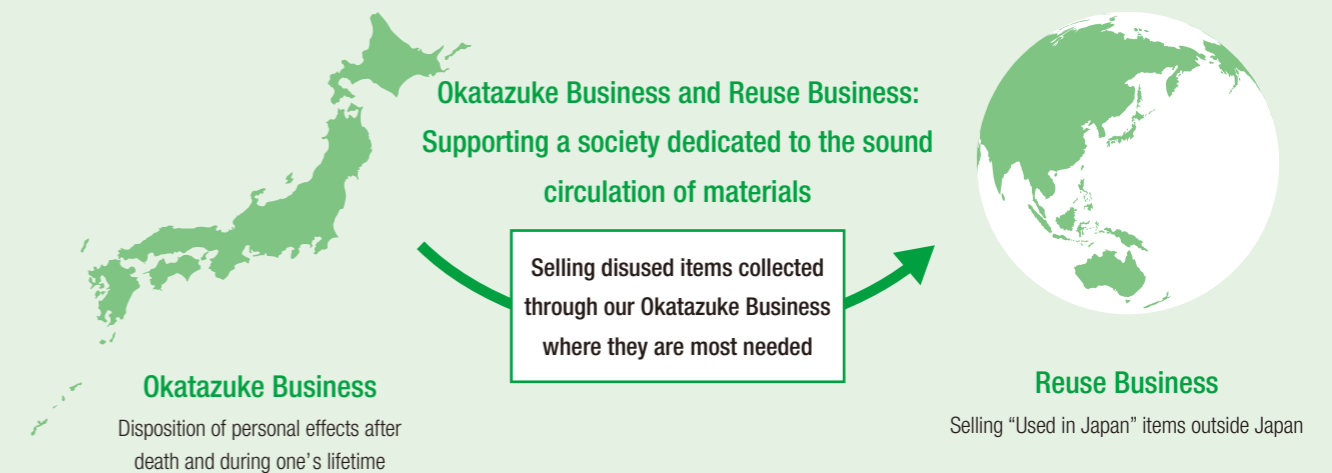 Okatazuke Business and Reuse Business:
Supporting a society dedicated to the sound
circulation of materials
Selling disused items collected
through our Okatazuke Business
where they are most needed
Okatazuke Business
Disposition of personal effects after
death and during one's lifetime
Reuse Business
Selling “Used in Japan” items outside Japan